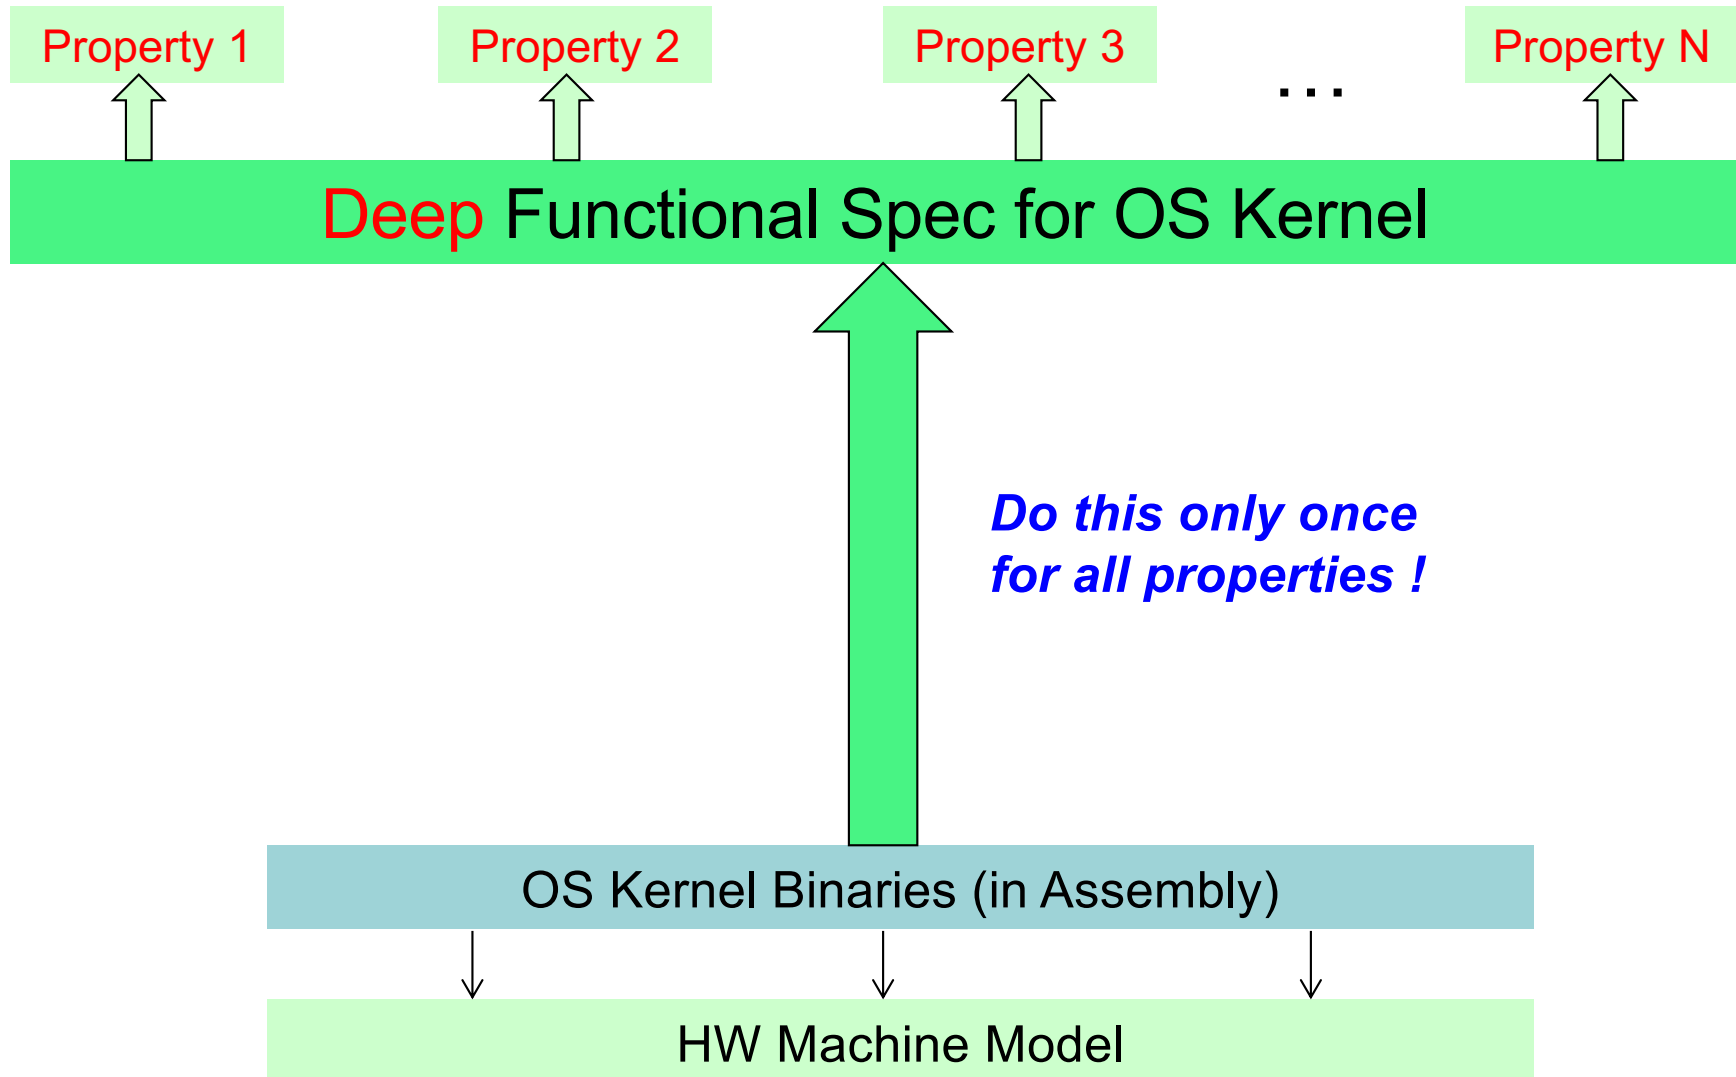 Property 1
Property 2
Property 3
...
Property N
Deep Functional Spec for OS Kernel
Do this only once
for all properties !
OS Kernel Binaries (in Assembly)
HW Machine Model